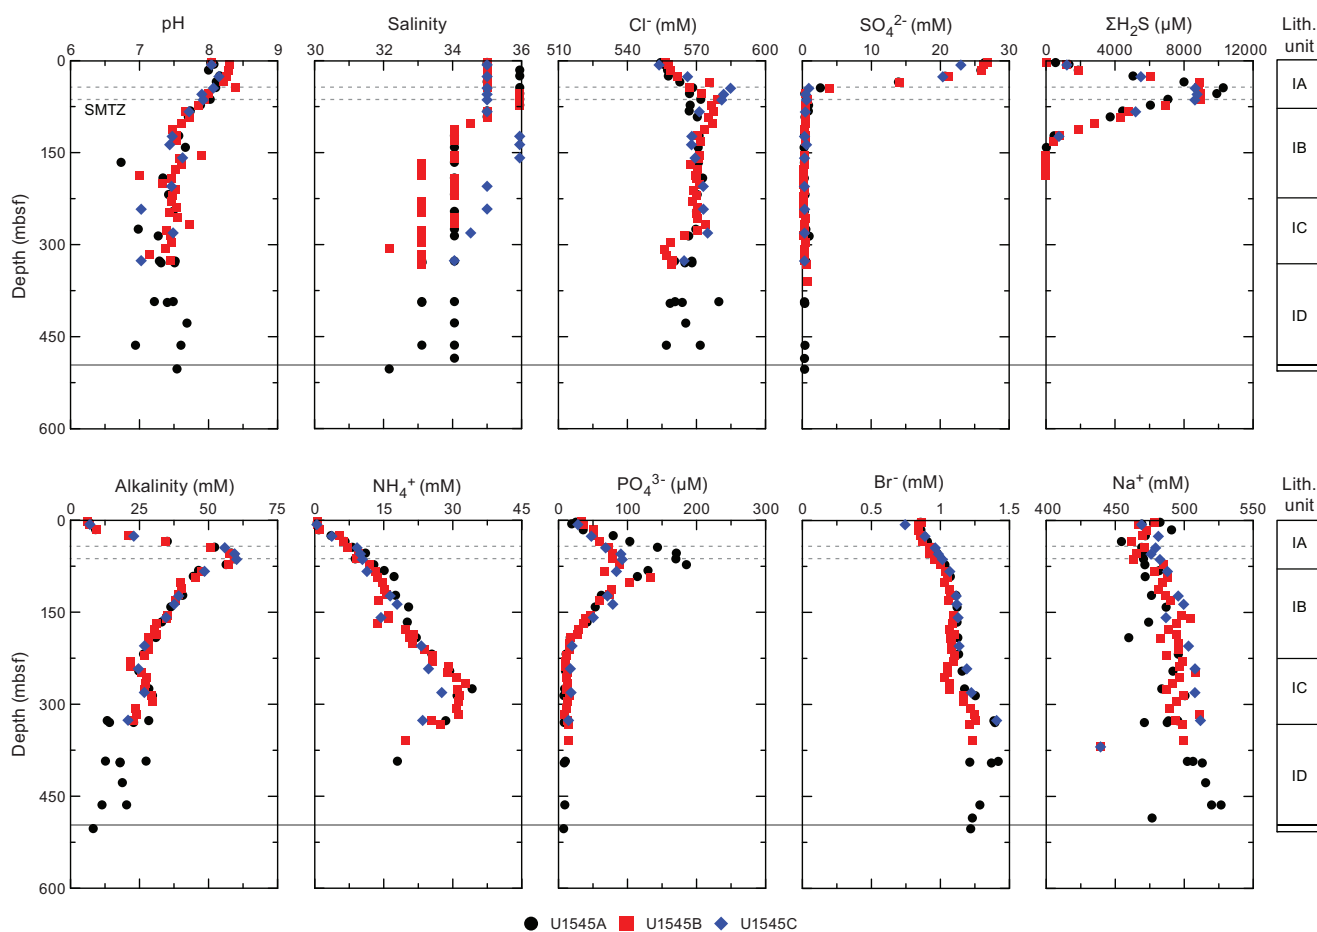 pH Salinity Cl⁻ (mM) SO₄²⁻ (mM) ΣH₂S (µM) Lith. unit
6 7 8 9 30 32 34 36 510 540 570 600 0 10 20 30 0 4000 8000 12000
0
SMTZ
150
300
450
600
Depth (mbsf)
IA
IB
IC
ID
Alkalinity (mM) NH₄⁺ (mM) PO₄³⁻ (µM) Br⁻ (mM) Na⁺ (mM) Lith. unit
0 25 50 75 0 15 30 45 0 100 200 300 0 0.5 1 1.5 400 450 500 550
0
150
300
450
600
Depth (mbsf)
IA
IB
IC
ID
U1545A U1545B U1545C